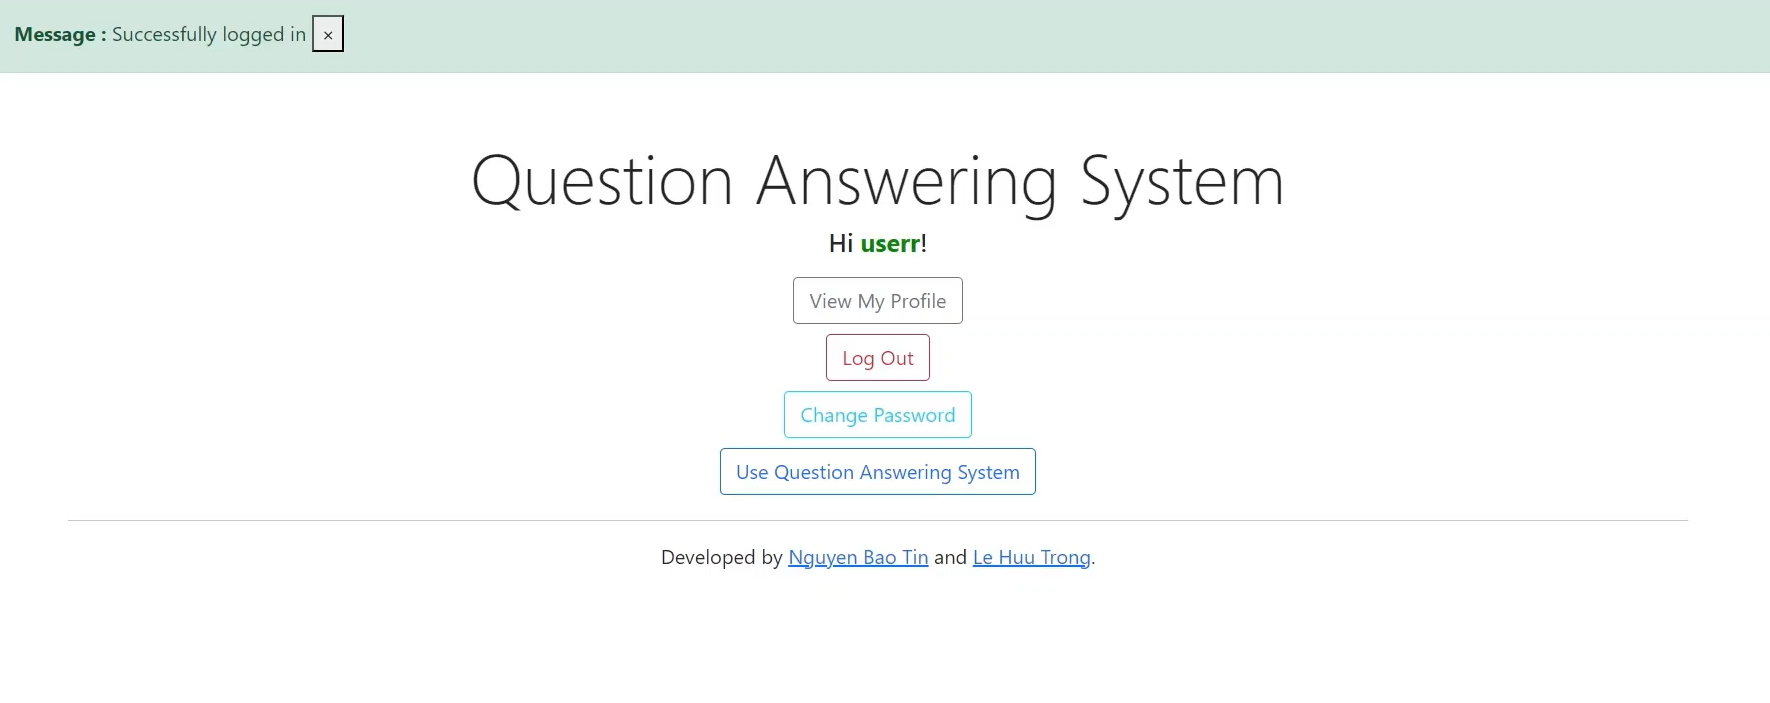 Message : Successfully logged in ×
Question Answering System
Hi userr!
View My Profile
Log Out
Change Password
Use Question Answering System
Developed by Nguyen Bao Tin and Le Huu Trong.